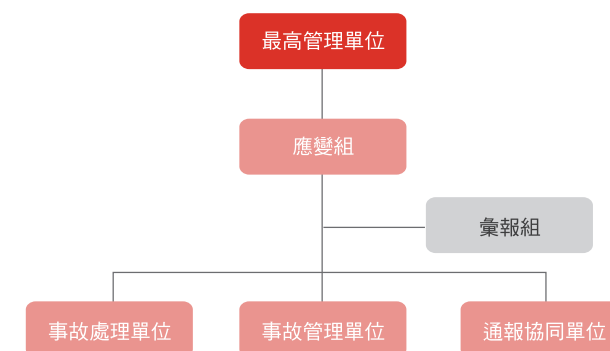 最高管理單位
應變組
彙報組
事故處理單位
事故管理單位
通報協同單位